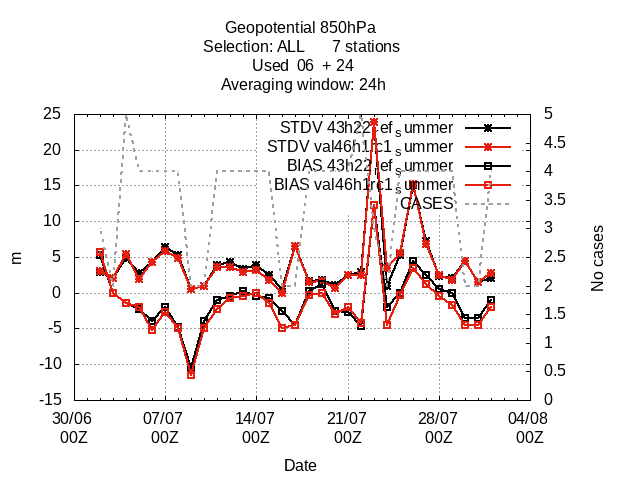 Geopotential 850hPa
Selection: ALL 7 stations
Used 06 + 24
Averaging window: 24h
STDV 43h22_ref_summer
STDV val46h1rc1_summer
BIAS 43h22_ref_summer
BIAS val46h1rc1_summer
CASES
25
20
15
10
5
0
-5
-10
-15
m
5
4.5
4
3.5
3
2.5
2
1.5
1
0.5
0
No cases
30/06 07/07 14/07 21/07 28/07 04/08
00Z 00Z 00Z 00Z 00Z 00Z
Date